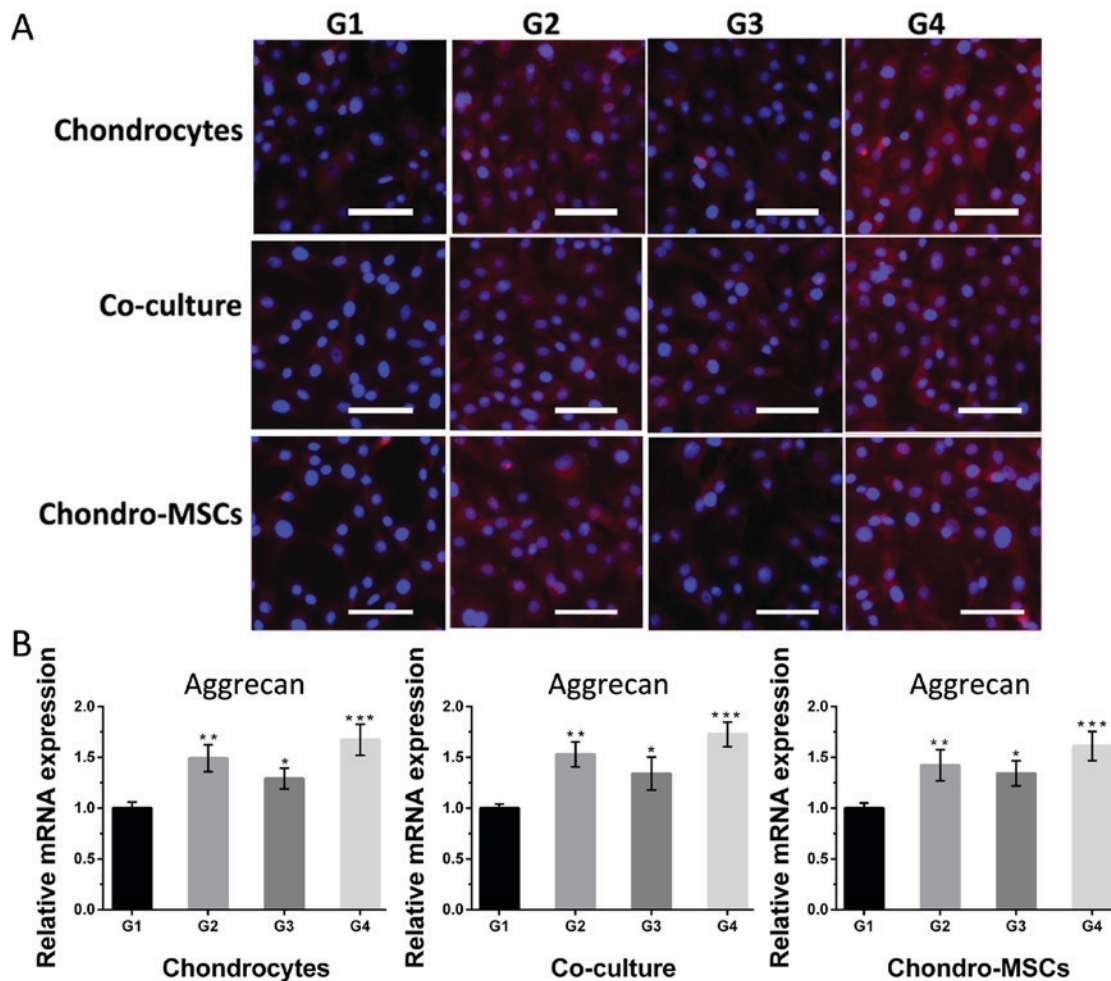 A
G1 G2 G3 G4
Chondrocytes
Co-culture
Chondro-MSCs
B
Relative mRNA expression
Aggrecan
2.0
1.5
1.0
0.5
0.0
**
*
***
G1 G2 G3 G4
Chondrocytes
Relative mRNA expression
Aggrecan
2.0
1.5
1.0
0.5
0.0
**
*
***
G1 G2 G3 G4
Co-culture
Relative mRNA expression
Aggrecan
2.0
1.5
1.0
0.5
0.0
**
*
***
G1 G2 G3 G4
Chondro-MSCs